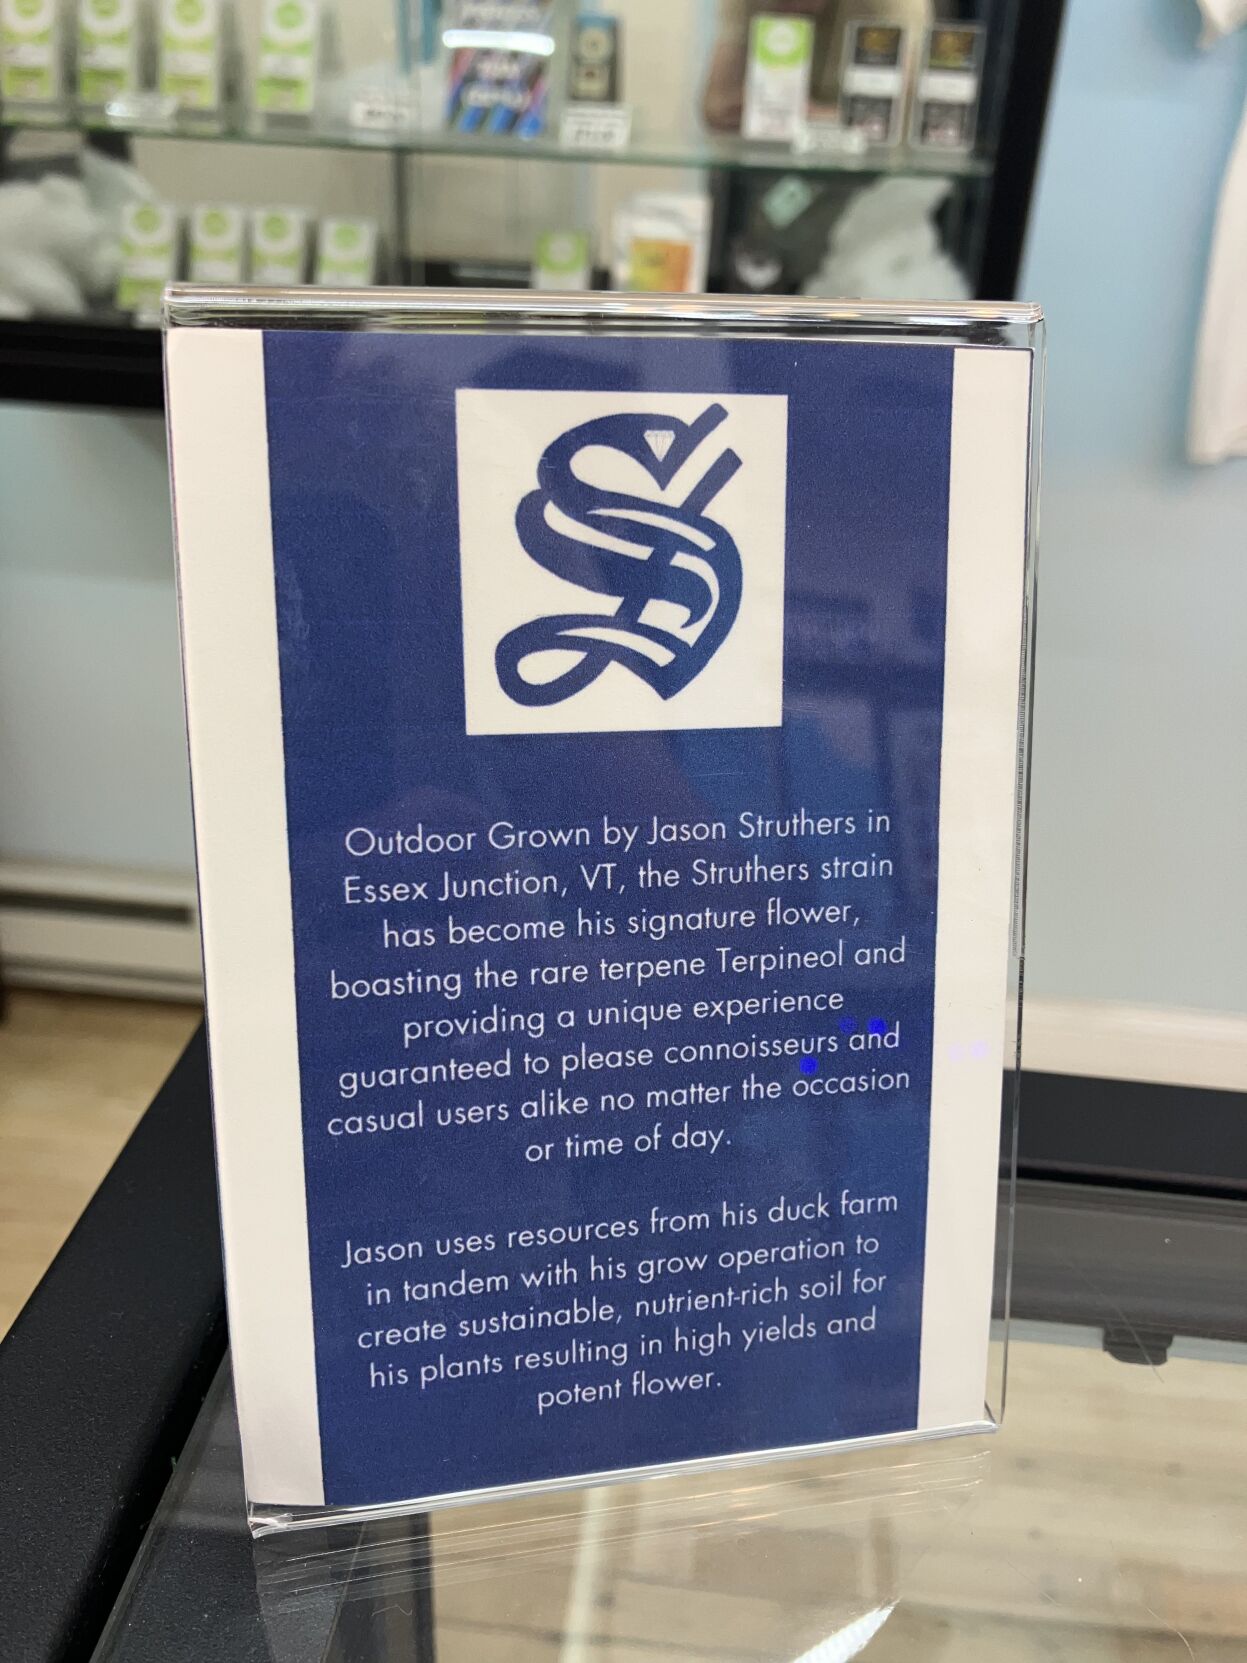 Outdoor Grown by Jason Struthers in
Essex Junction, VT, the Struthers strain
has become his signature flower,
boasting the rare terpene Terpineol and
providing a unique experience
guaranteed to please connoisseurs and
casual users alike no matter the occasion
or time of day.
Jason uses resources from his duck farm
in tandem with his grow operation to
create sustainable, nutrient-rich soil for
his plants resulting in high yields and
potent flower.